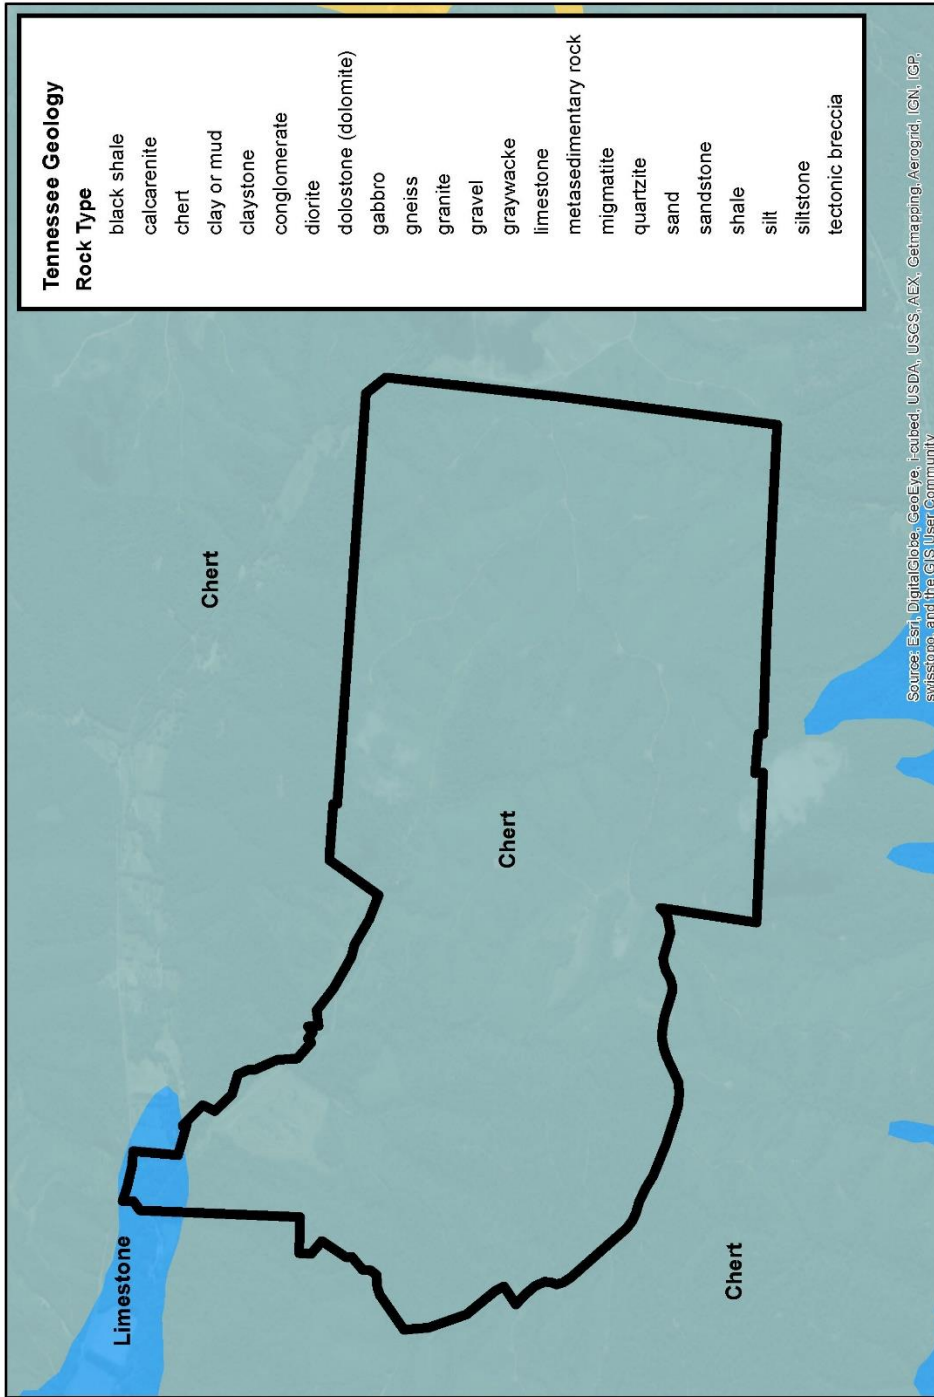 Tennessee Geology
Rock Type
black shale
calcarenite
chert
clay or mud
claystone
conglomerate
diorite
dolostone (dolomite)
gabbro
gneiss
granite
gravel
graywacke
limestone
metasedimentary rock
migmatite
quartzite
sand
sandstone
shale
silt
siltstone
tectonic breccia
Limestone
Chert
Chert
Chert
Source: Esri, DigitalGlobe, GeoEye, i-cubed, USDA, USGS, AEX, Getmapping, Aerogrid, IGN, IGP,
swisstopo, and the GIS User Community